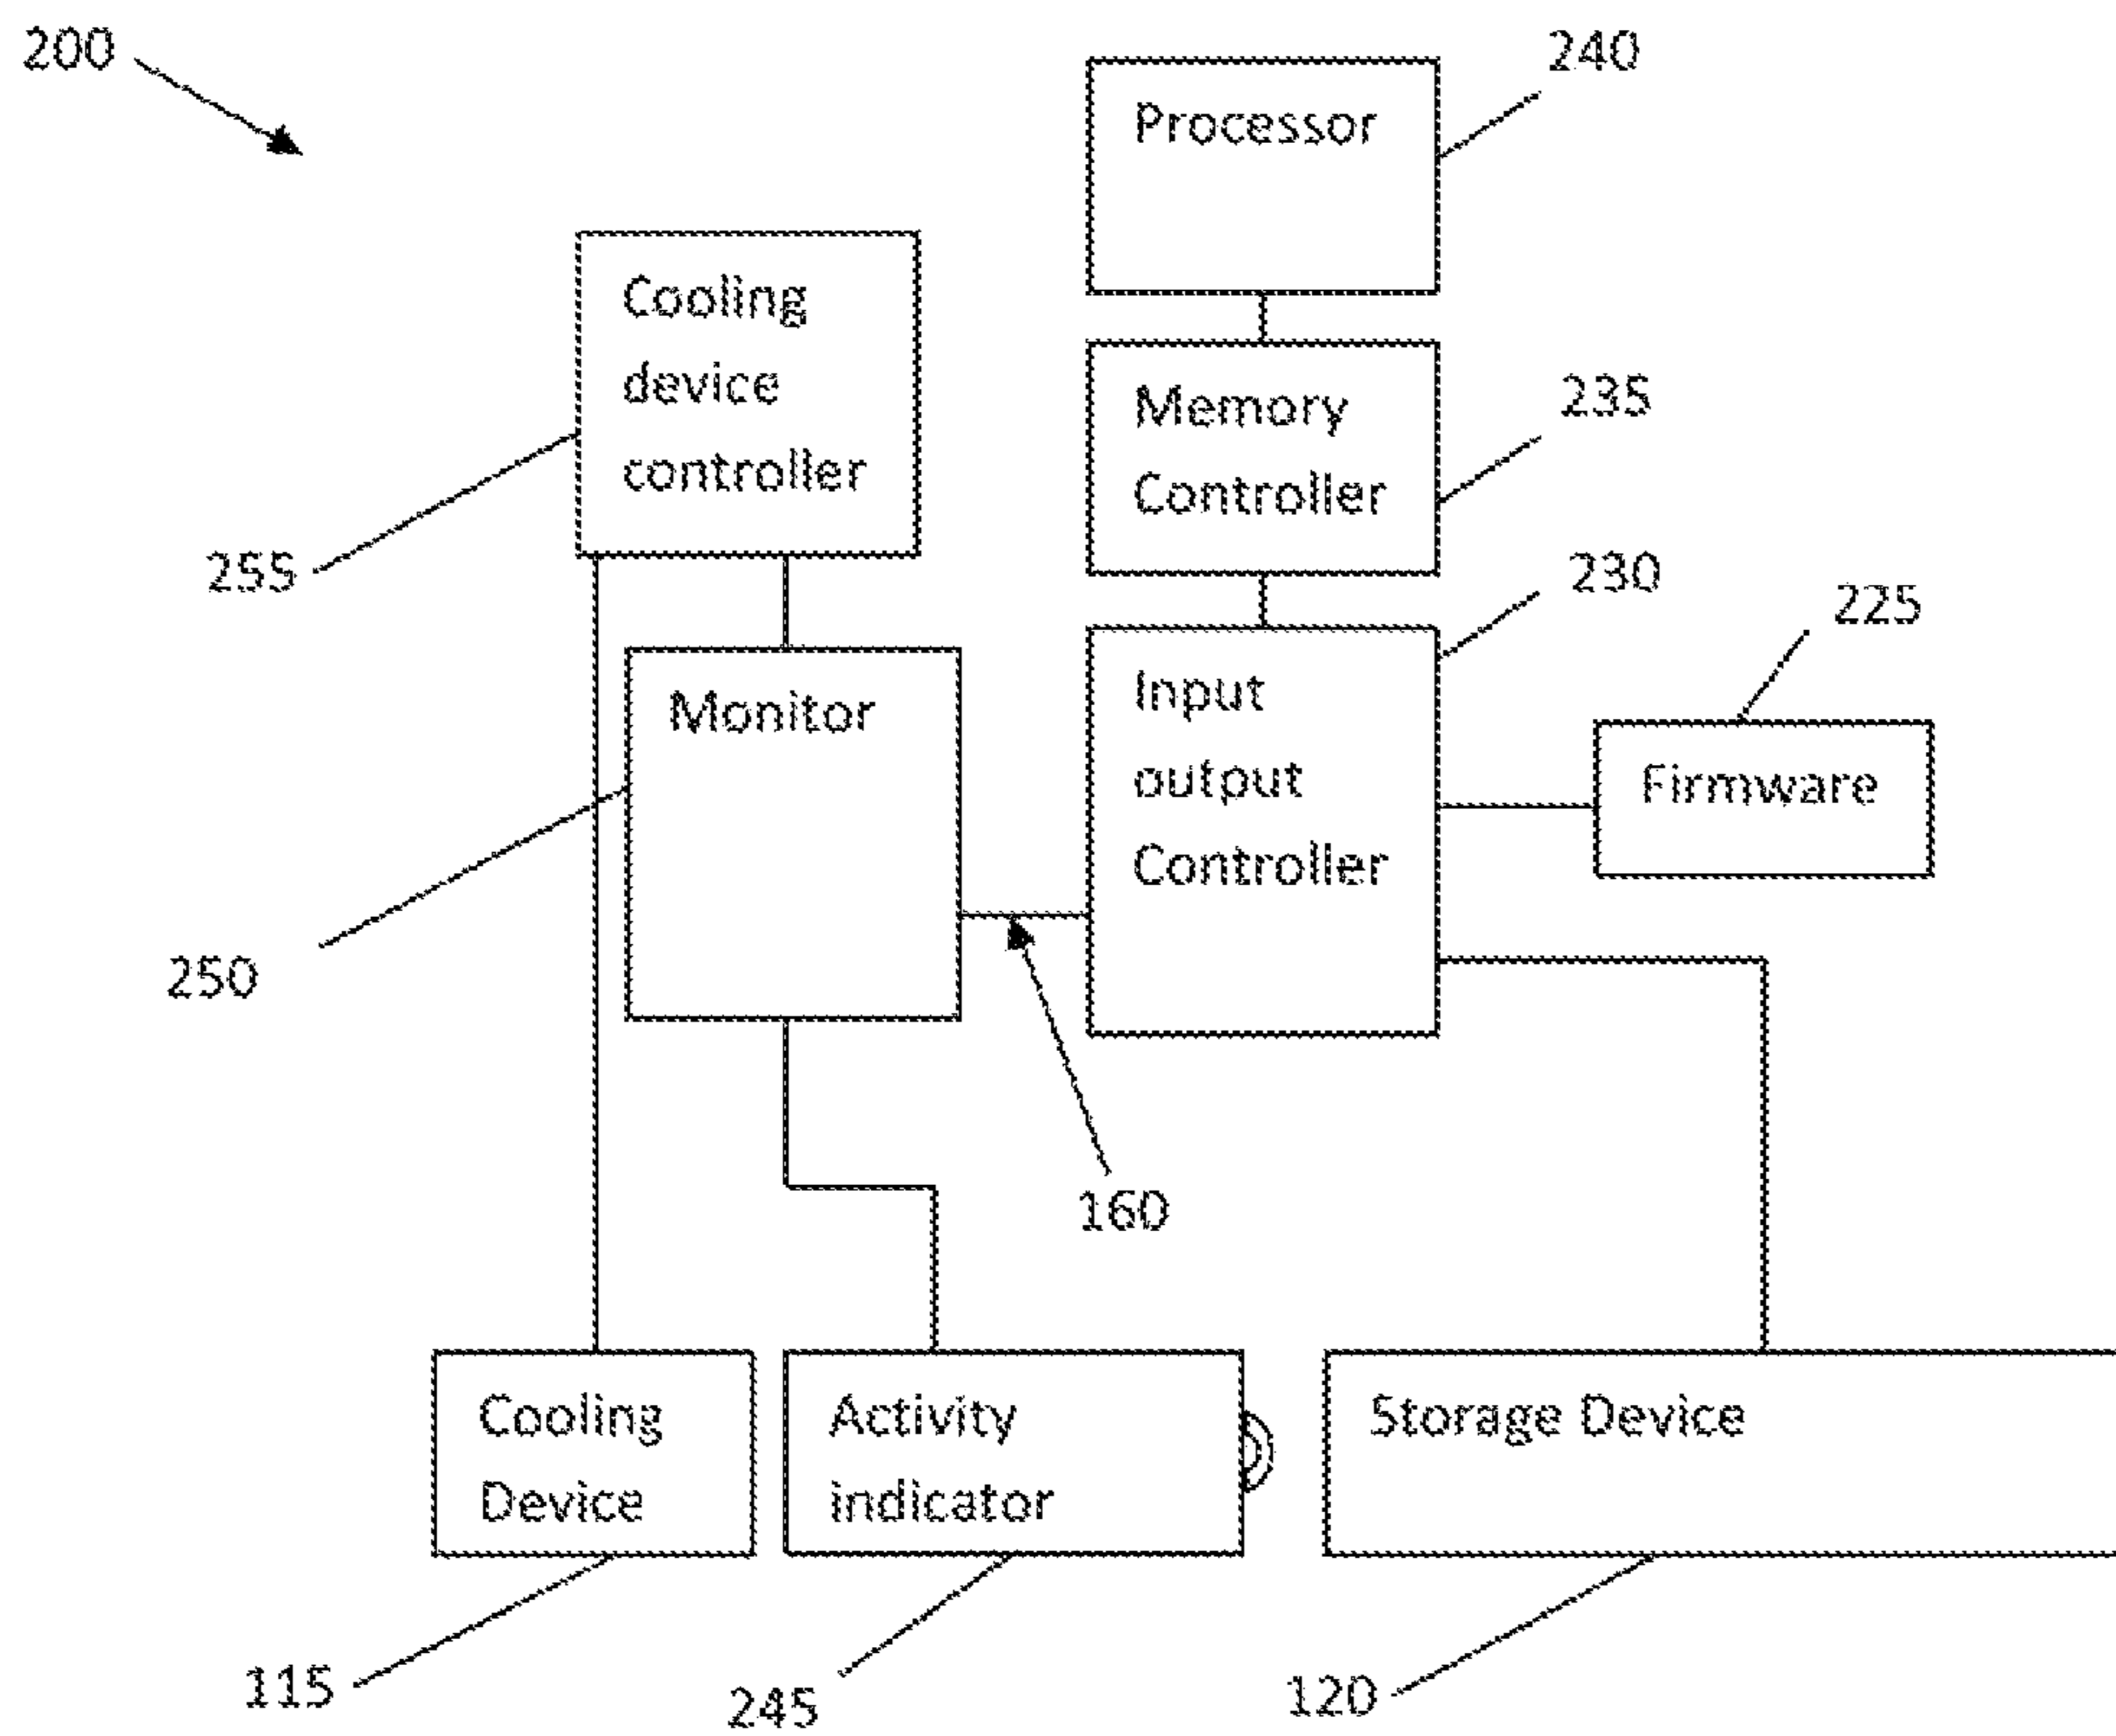 200
240
Processor
Cooling
device
controller
235
Memory
Controller
255
230
225
Monitor
Input
output
Controller
Firmware
250
160
Cooling
Device
Activity
indicator
Storage Device
115
245
120